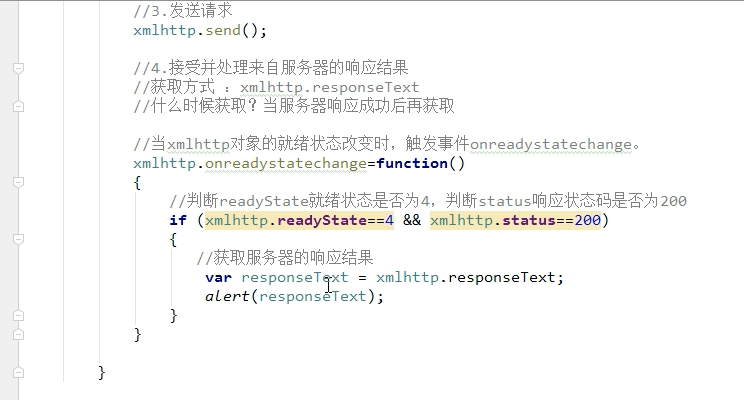 //3.发送请求
xmlhttp.send();
//4.接受并处理来自服务器的响应结果
//获取方式 ：xmlhttp.responseText
//什么时候获取？当服务器响应成功后再获取
//当xmlhttp对象的就绪状态改变时，触发事件onreadystatechange。
xmlhttp.onreadystatechange=function()
{
//判断readyState就绪状态是否为4，判断status响应状态码是否为200
if (xmlhttp.readyState==4 && xmlhttp.status==200)
{
//获取服务器的响应结果
var responseText = xmlhttp.responseText;
alert(responseText);
}
}
}